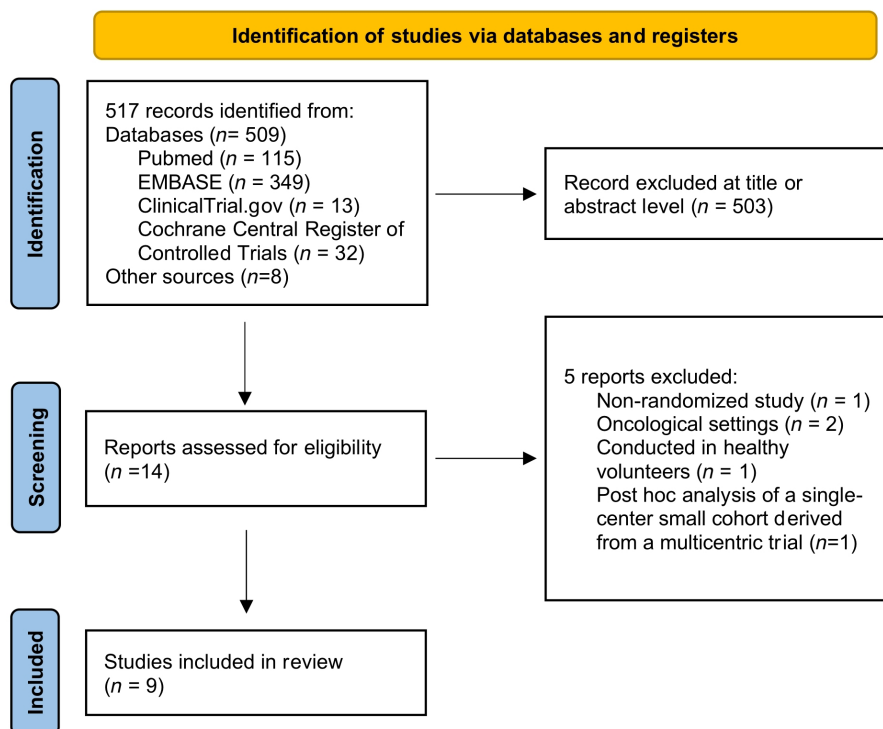 Identification of studies via databases and registers
Identification
517 records identified from:
Databases (n= 509)
Pubmed (n = 115)
EMBASE (n = 349)
ClinicalTrial.gov (n = 13)
Cochrane Central Register of
Controlled Trials (n = 32)
Other sources (n=8)
Record excluded at title or
abstract level (n = 503)
Screening
Reports assessed for eligibility
(n =14)
5 reports excluded:
Non-randomized study (n = 1)
Oncological settings (n = 2)
Conducted in healthy
volunteers (n = 1)
Post hoc analysis of a single-
center small cohort derived
from a multicentric trial (n=1)
Included
Studies included in review
(n = 9)